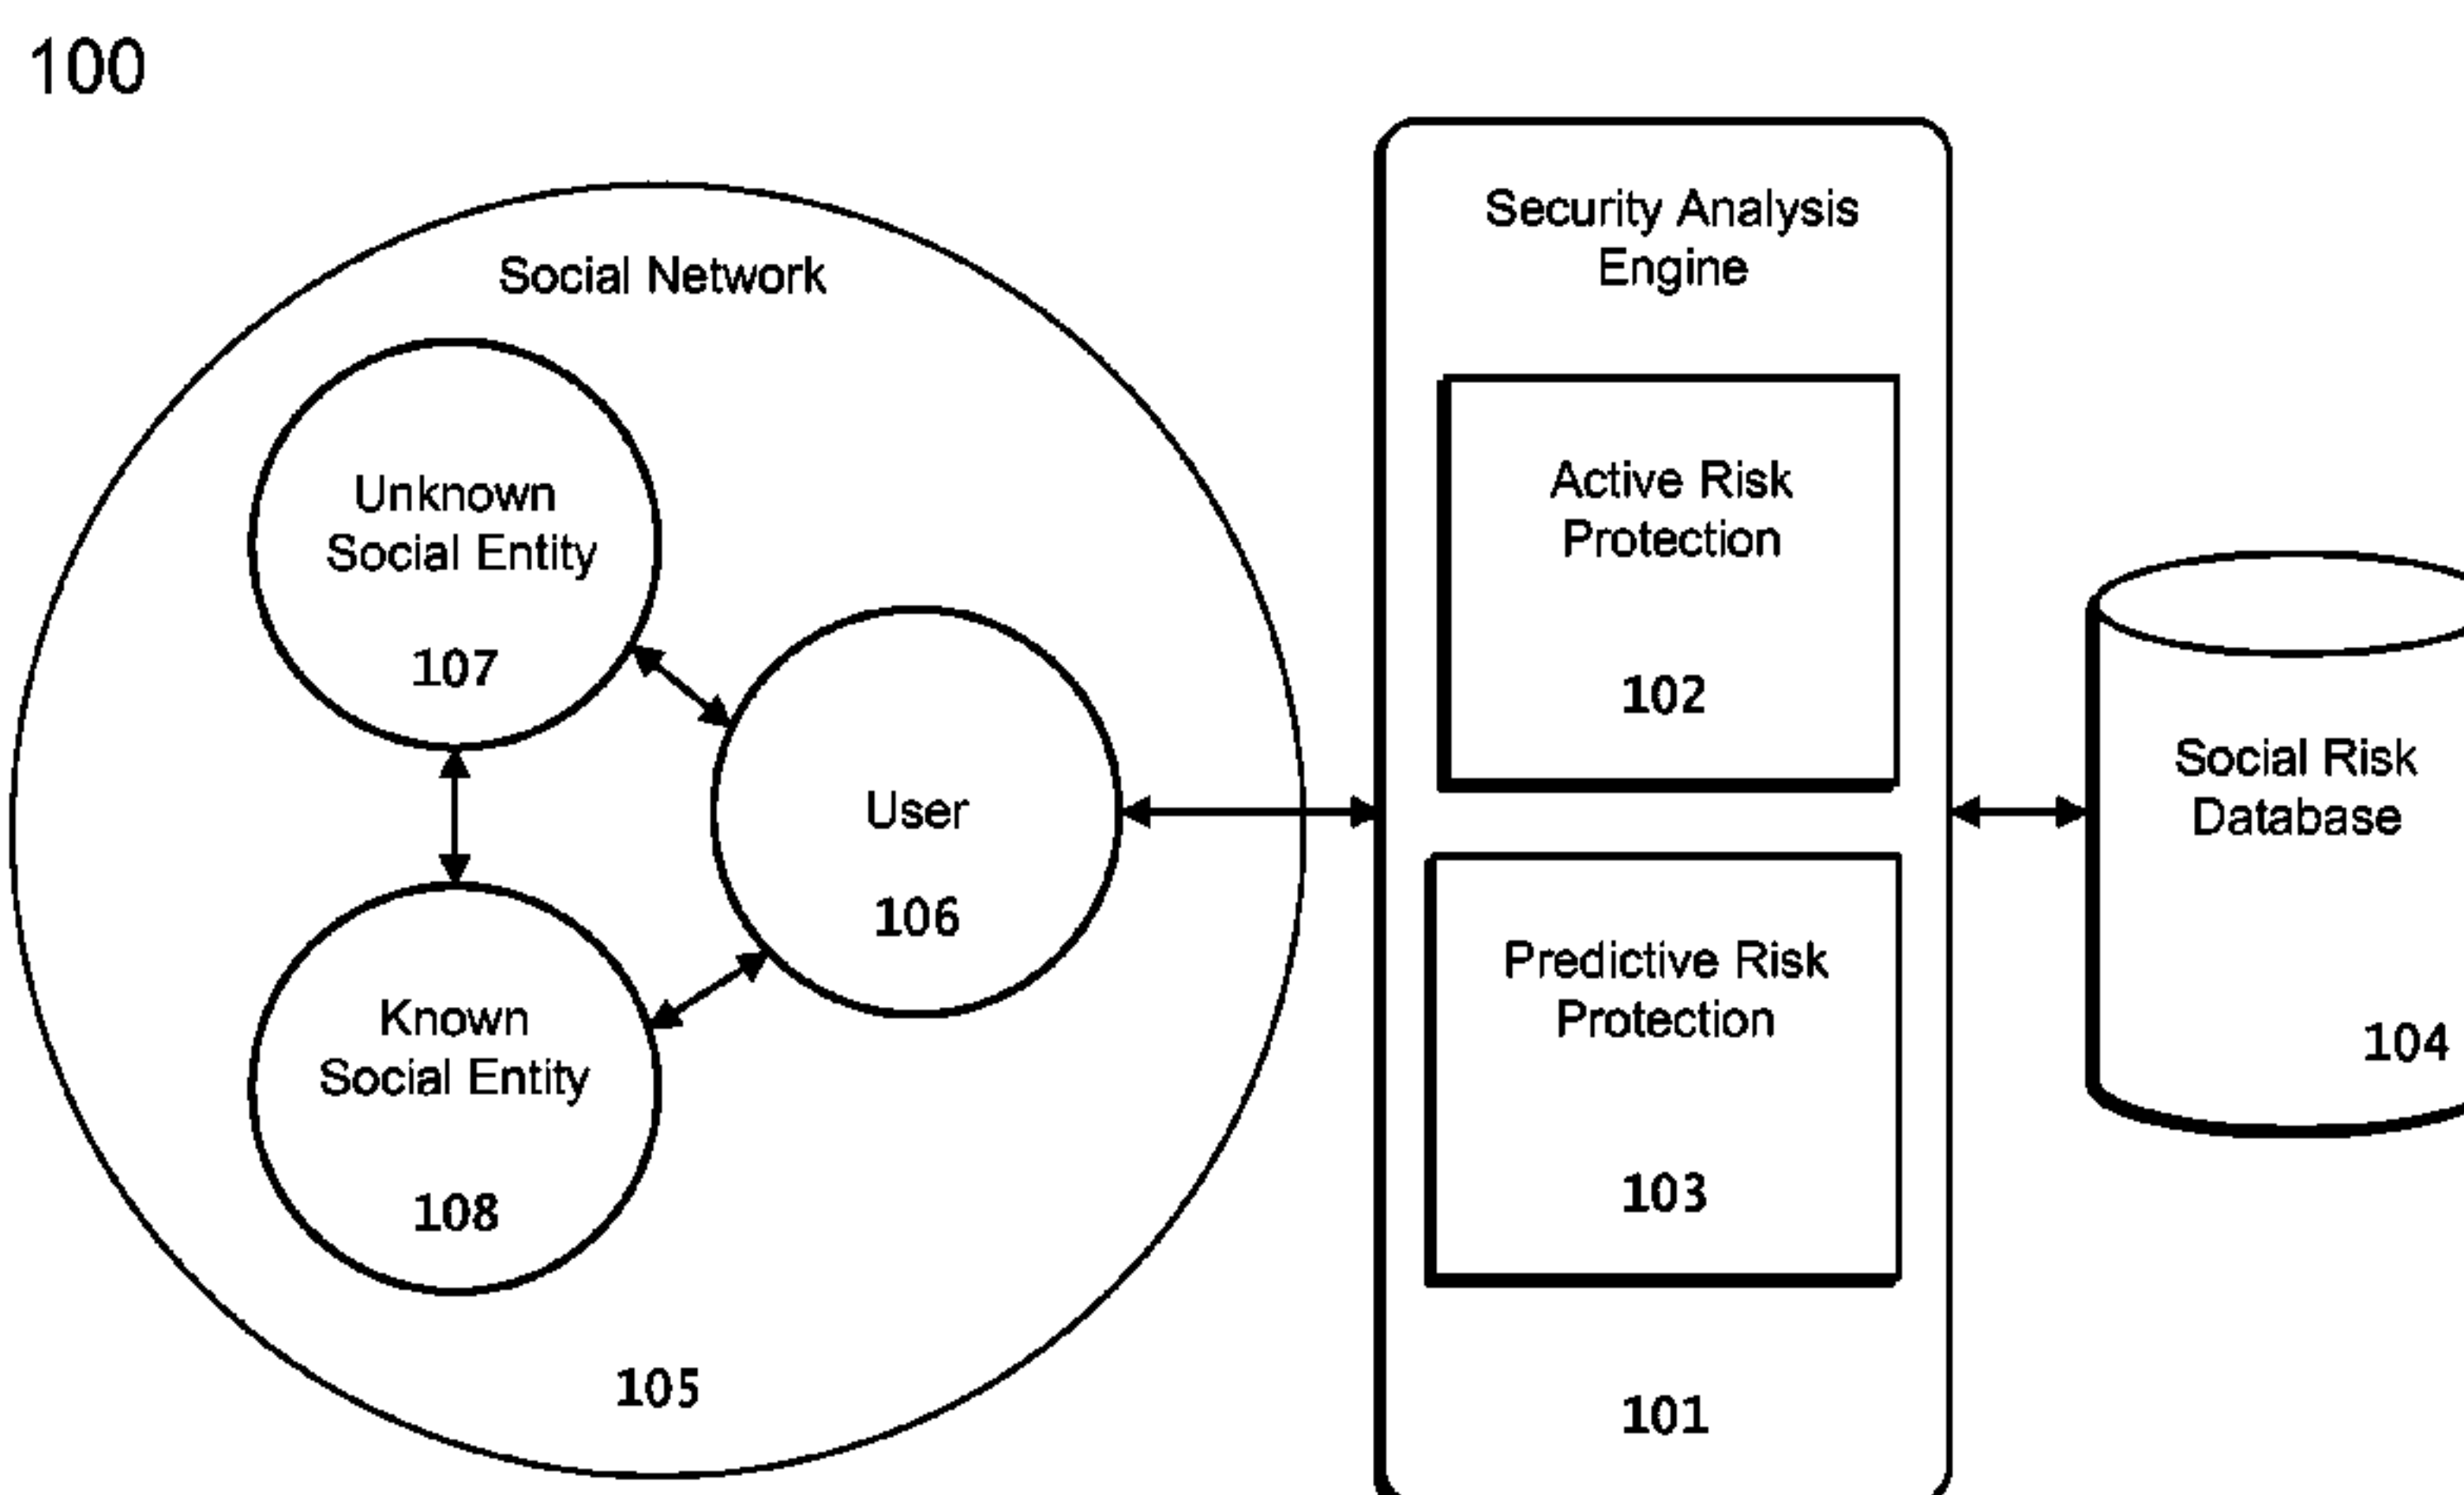 100
Social Network
Unknown
Social Entity
107
User
106
Known
Social Entity
108
105
Security Analysis
Engine
Active Risk
Protection
102
Predictive Risk
Protection
103
101
Social Risk
Database
104